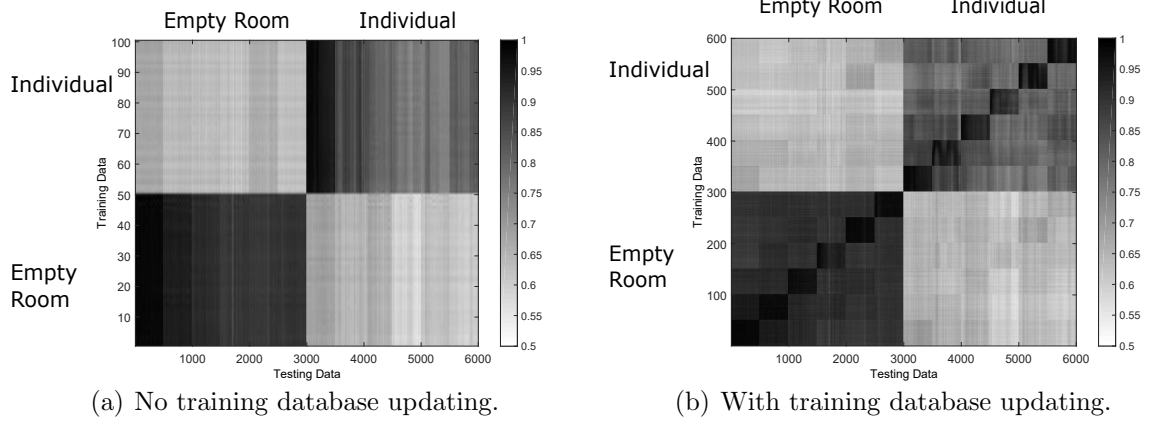 Empty Room Individual
Individual
Empty
Room
Training Data
100
90
80
70
60
50
40
30
20
10
1000 2000 3000 4000 5000 6000
Testing Data
1
0.95
0.9
0.85
0.8
0.75
0.7
0.65
0.6
0.55
0.5
(a) No training database updating.
Empty Room Individual
Individual
Empty
Room
Training Data
600
500
400
300
200
100
1000 2000 3000 4000 5000 6000
Testing Data
1
0.95
0.9
0.85
0.8
0.75
0.7
0.65
0.6
0.55
0.5
(b) With training database updating.